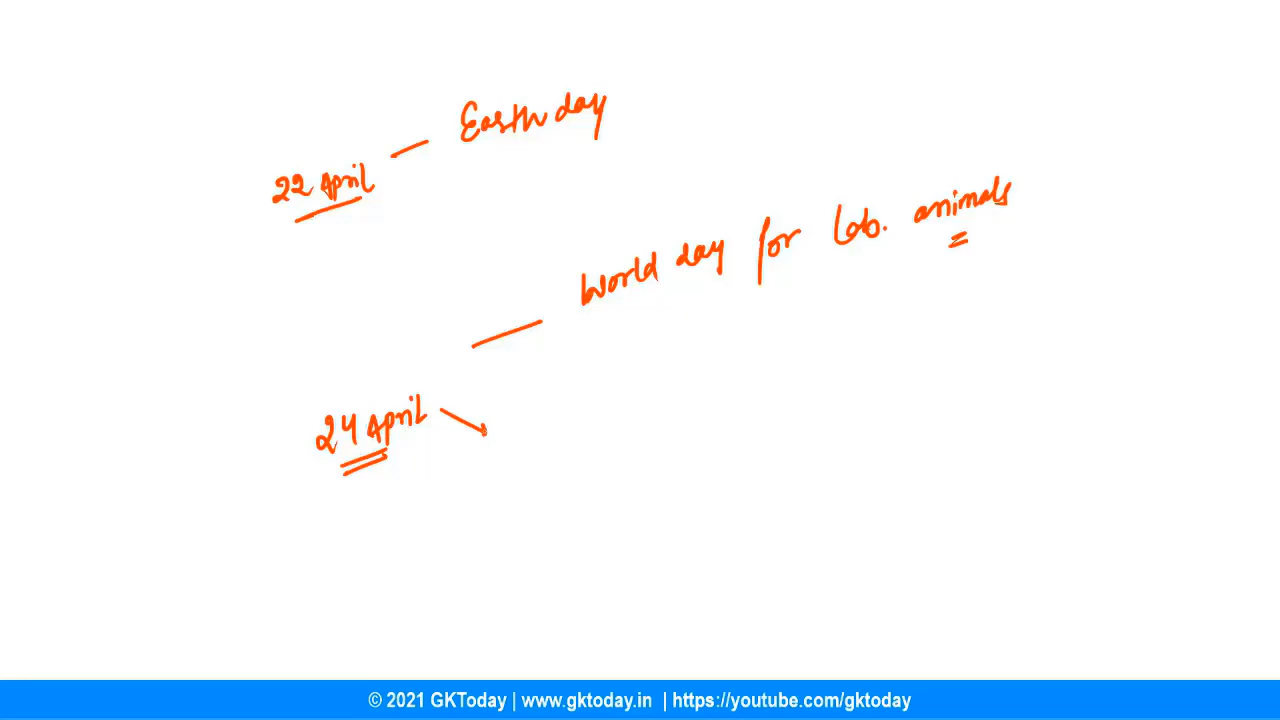 22 April — Earth day
24 April — World day for Lab. animals
© 2021 GKToday | www.gktoday.in | https://youtube.com/gktoday